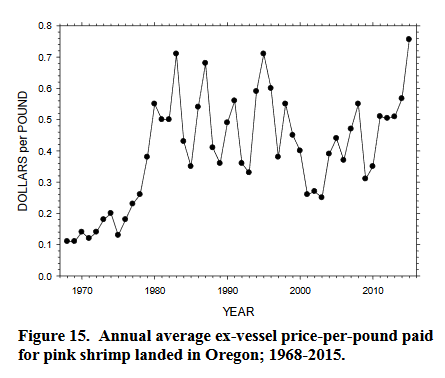 0.8
0.7
0.6
0.5
0.4
0.3
0.2
0.1
0.0
DOLLARS per POUND
1970 1980 1990 2000 2010
YEAR
Figure 15. Annual average ex-vessel price-per-pound paid
for pink shrimp landed in Oregon; 1968-2015.